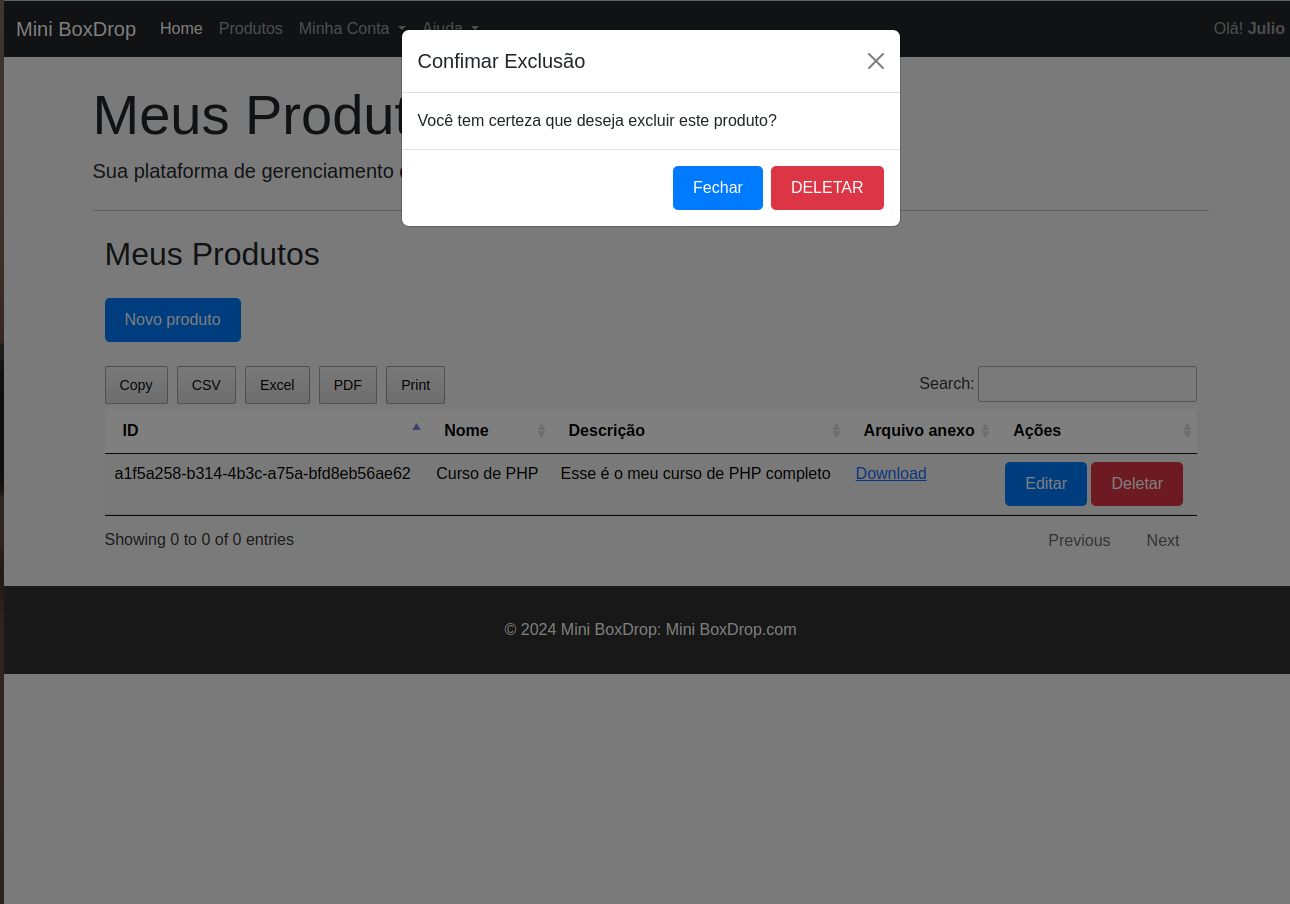 Mini BoxDrop Home Produtos Minha Conta Ajuda Olá! Julio
Confimar Exclusão
Você tem certeza que deseja excluir este produto?
Fechar DELETAR
Meus Produt
Sua plataforma de gerenciamento
Meus Produtos
Novo produto
Copy CSV Excel PDF Print Search:
ID Nome Descrição Arquivo anexo Ações
a1f5a258-b314-4b3c-a75a-bfd8eb56ae62 Curso de PHP Esse é o meu curso de PHP completo Download Editar Deletar
Showing 0 to 0 of 0 entries Previous Next
© 2024 Mini BoxDrop: Mini BoxDrop.com